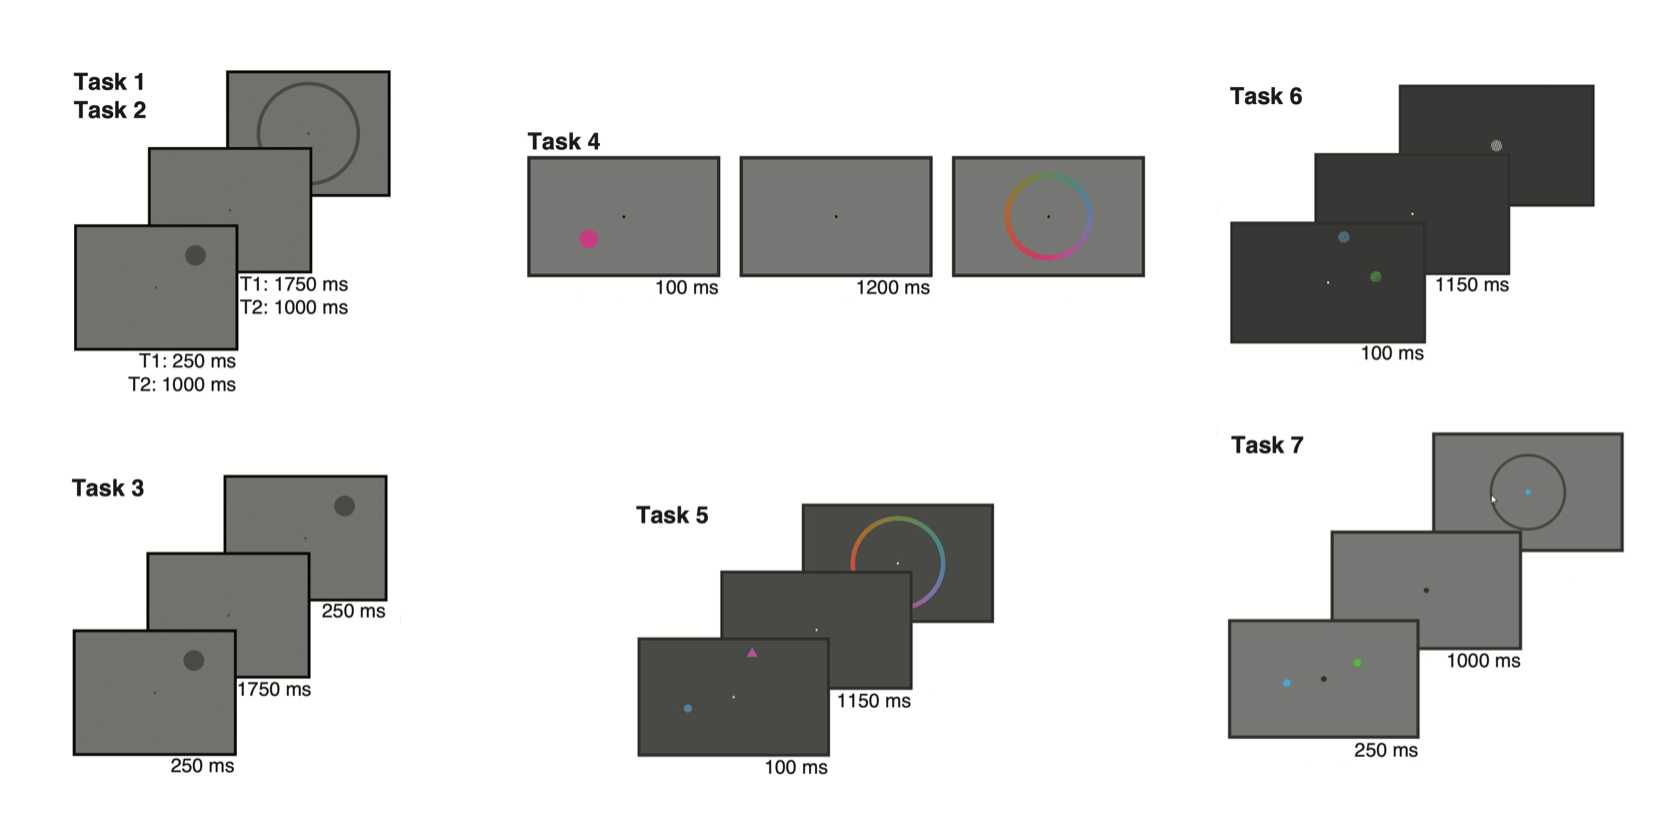 Task 1
Task 2
T1: 1750 ms
T2: 1000 ms
T1: 250 ms
T2: 1000 ms
Task 3
250 ms
1750 ms
250 ms
Task 4
100 ms
1200 ms
Task 5
1150 ms
100 ms
Task 6
1150 ms
100 ms
Task 7
1000 ms
250 ms